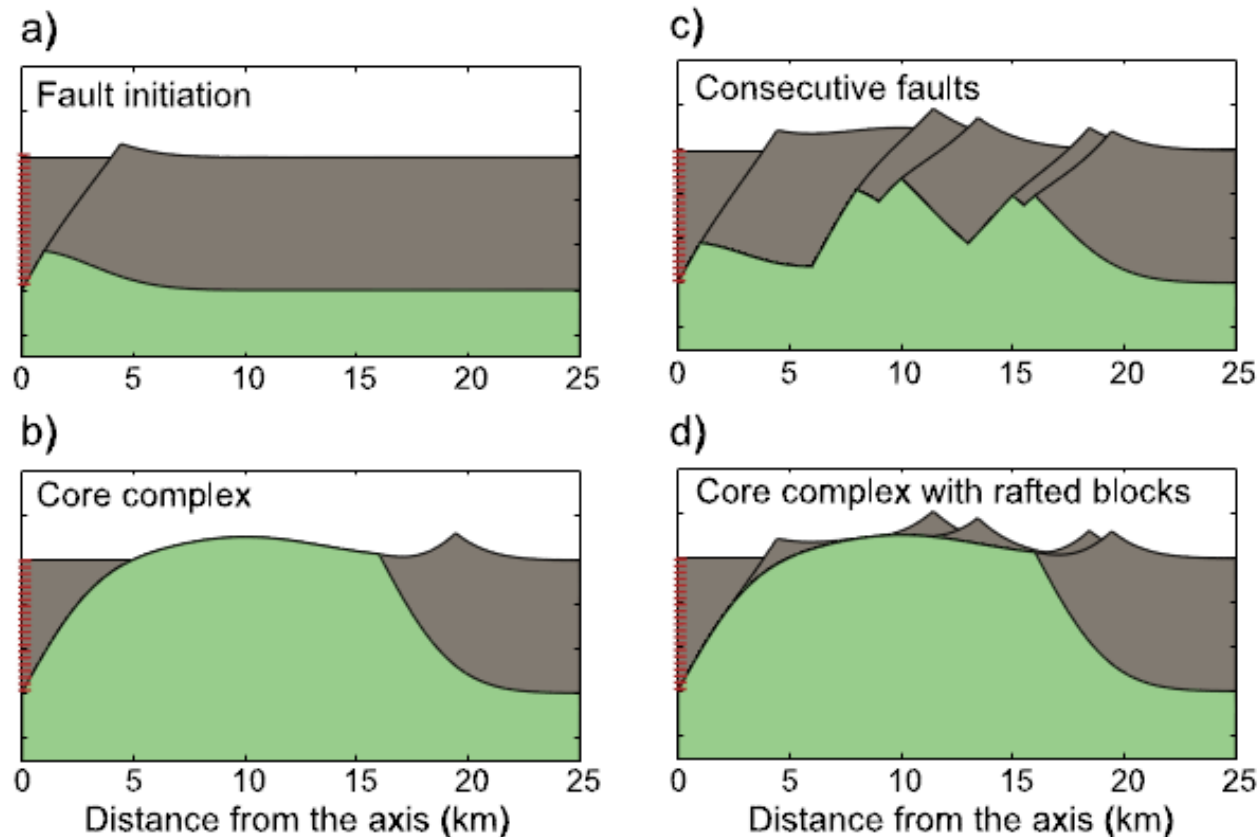 a)
Fault initiation
0 5 10 15 20 25
b)
Core complex
0 5 10 15 20 25
Distance from the axis (km)
c)
Consecutive faults
0 5 10 15 20 25
d)
Core complex with rafted blocks
0 5 10 15 20 25
Distance from the axis (km)